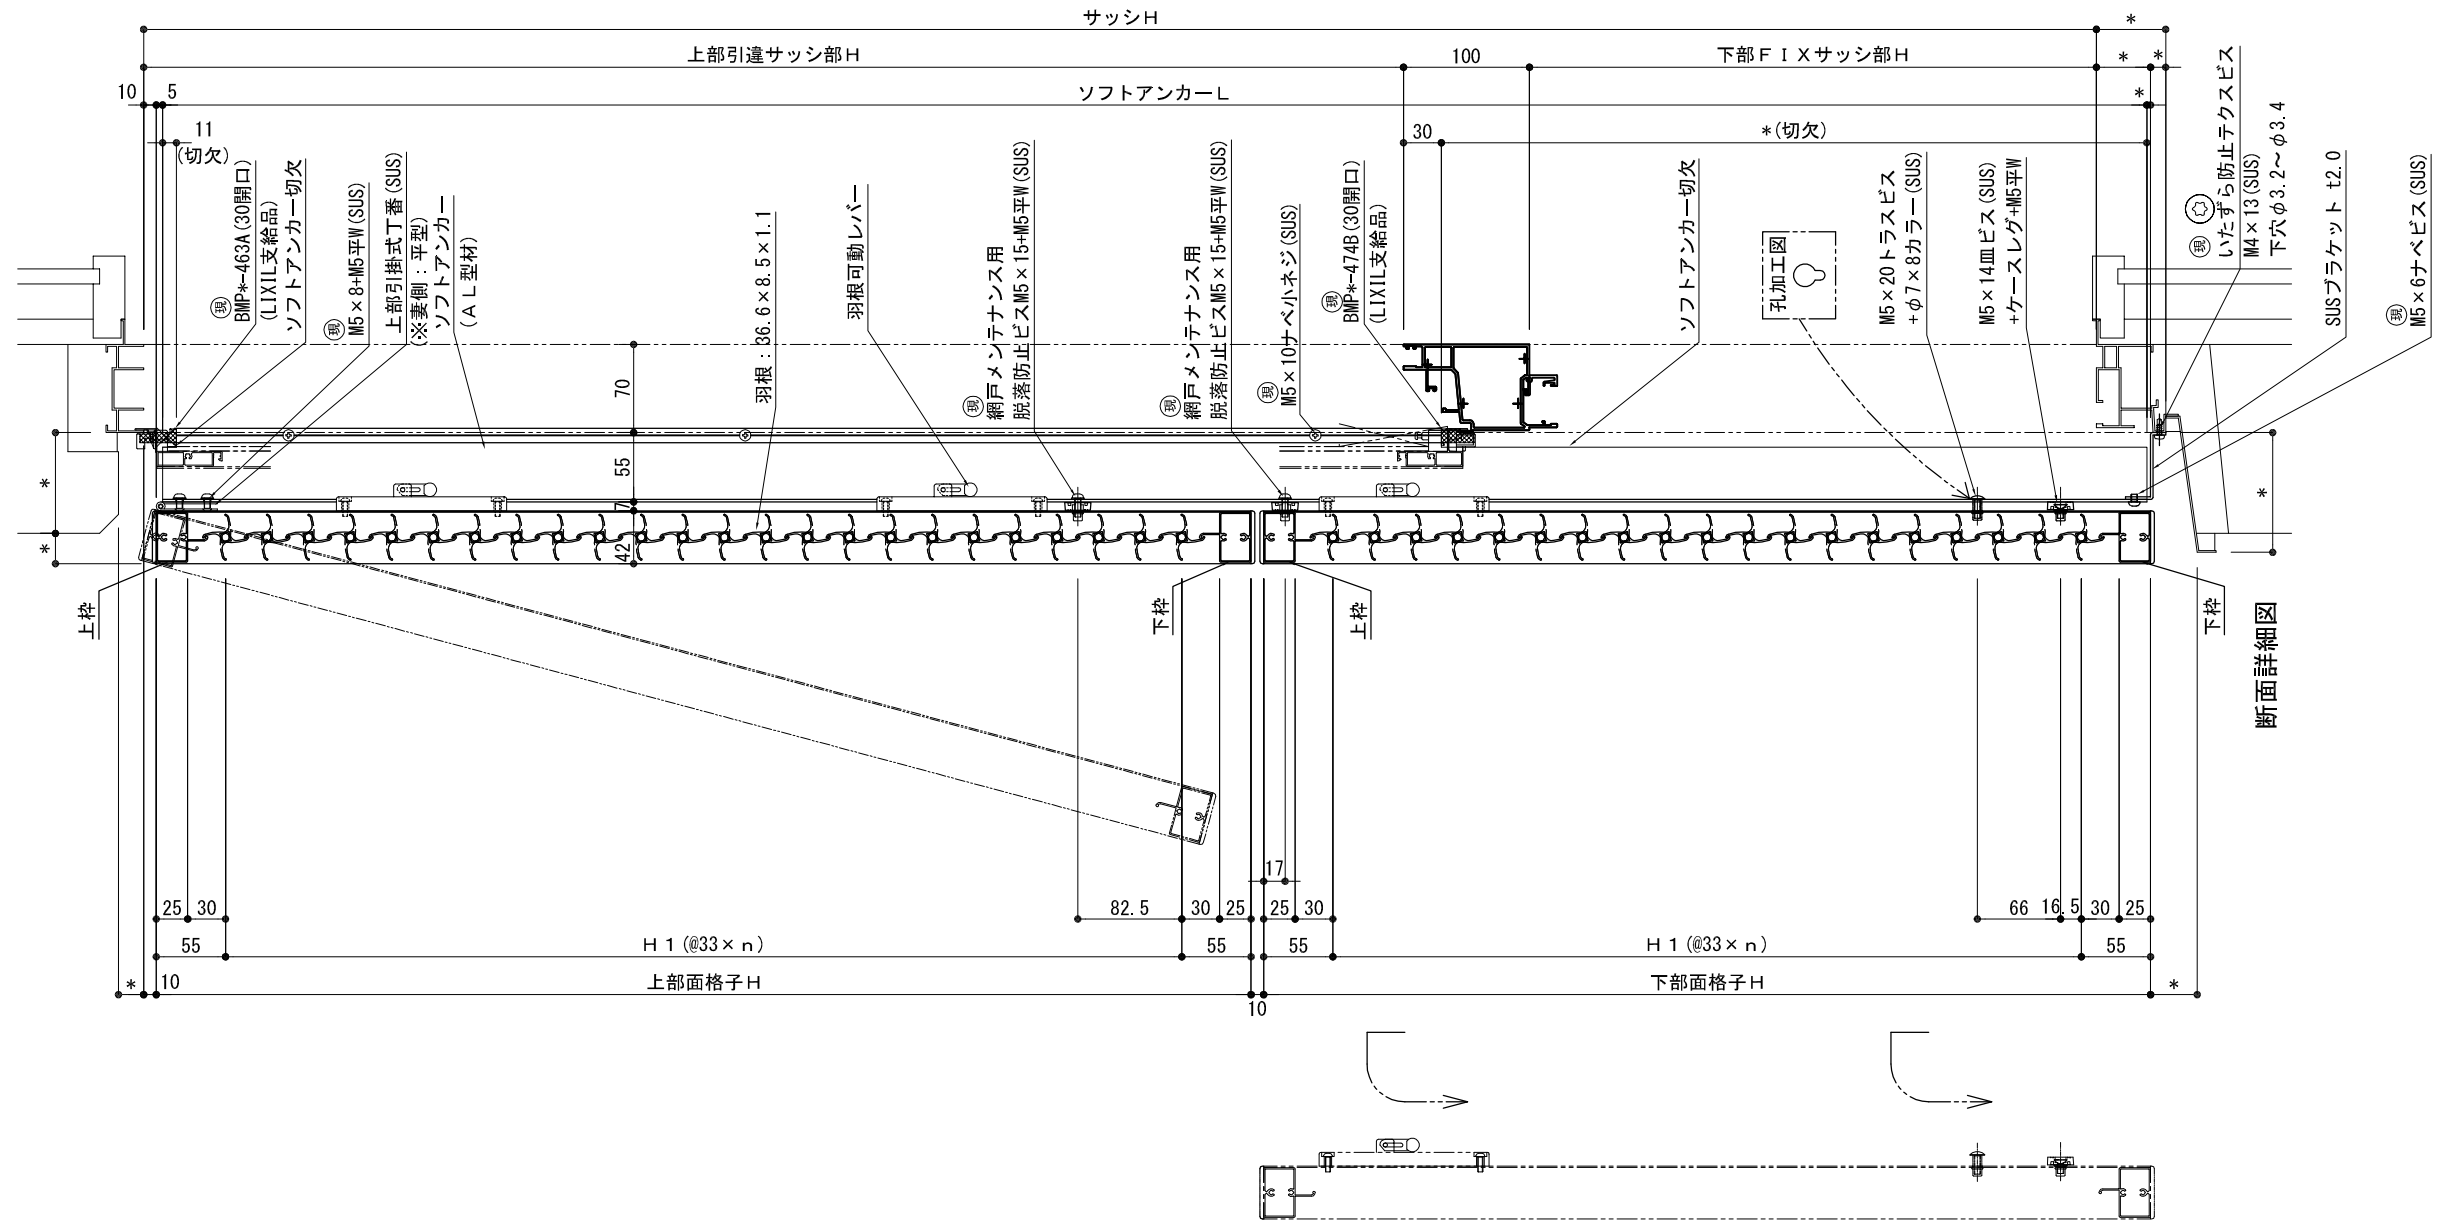 サッシH
*
上部引違サッシ部H
100
下部FIXサッシ部H
*
*
10
5
ソフトアンカーL
*
11
(切欠)
30
*(切欠)
現
BMP*-463A(30開口)
(LIXIL支給品)
ソフトアンカー切欠
現
M5×8+M5平W(SUS)
上部引掛式丁番(SUS)
(※妻側:平型)
ソフトアンカー
(AL型材)
羽根:36.6×8.5×1.1
羽根可動レバー
現
網戸メンテナンス用
脱落防止ビスM5×15+M5平W(SUS)
現
網戸メンテナンス用
脱落防止ビスM5×15+M5平W(SUS)
現
M5×10ナベ小ネジ(SUS)
現
BMP*-474B(30開口)
(LIXIL支給品)
ソフトアンカー切欠
孔加工図
M5×20トラスビス
+φ7×8カラー(SUS)
M5×14皿ビス(SUS)
+ケースレグ+M5平W
現
いたずら防止テクスビス
M4×13(SUS)
下穴φ3.2~φ3.4
SUSブラケット t2.0
現
M5×6ナベビス(SUS)
70
55
7
42
*
*
*
上枠
下枠
上枠
下枠
断面詳細図
17
25
30
82.5
30
25
25
30
66
16.5
30
25
55
H1(@33×n)
55
55
H1(@33×n)
55
*
10
上部面格子H
10
下部面格子H
*